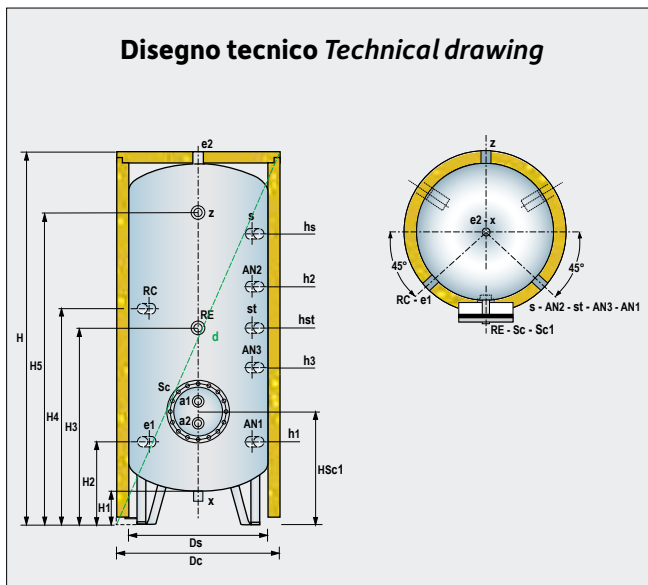 Disegno tecnico Technical drawing
e2
z
z
s
hs
e2 - x
AN2
h2
45°
45°
RC
RC - e1
s - AN2 - st - AN3 - AN1
st
hst
RE
RE - Sc - Sc1
d
AN3
h3
Sc
a1
a2
e1
AN1
h1
H
H5
H4
H3
H2
H1
HSc1
x
Ds
Dc